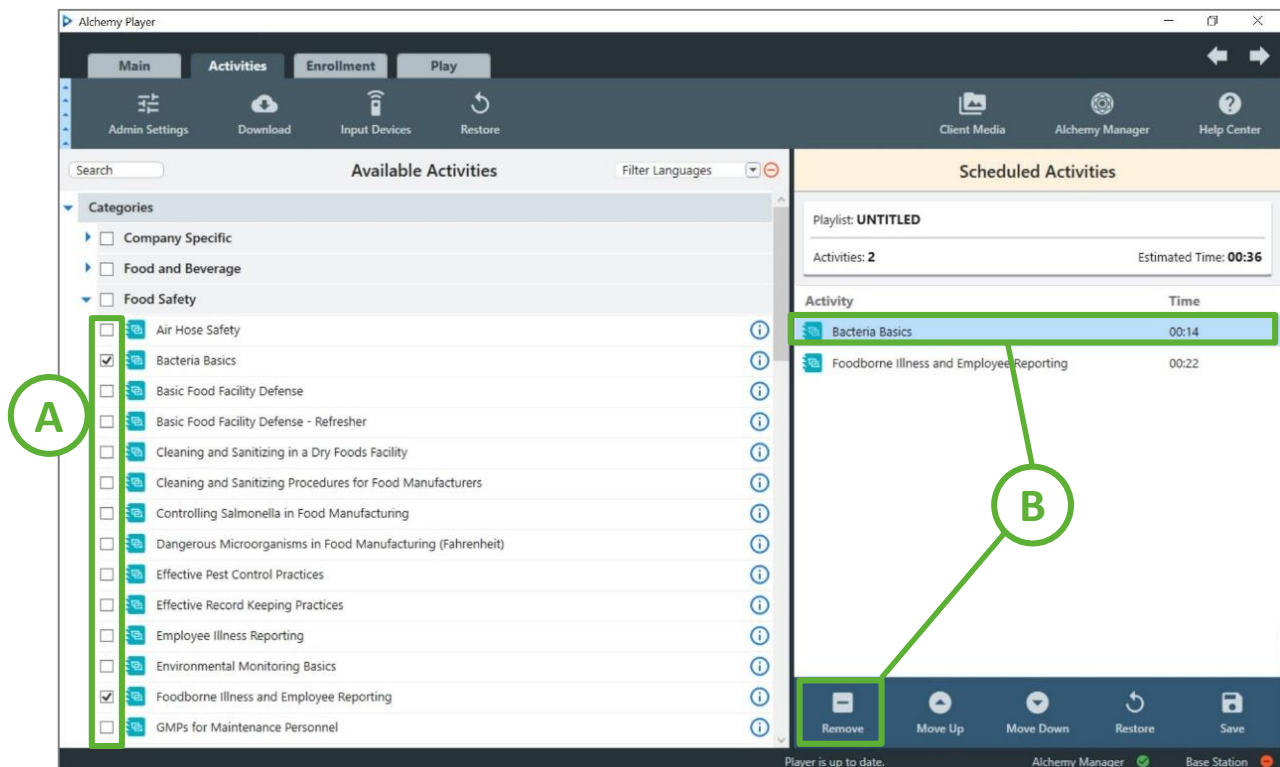 Alchemy Player
Main Activities Enrollment Play
Admin Settings Download Input Devices Restore Client Media Alchemy Manager Help Center
Search Available Activities Filter Languages
Categories
Company Specific
Food and Beverage
Food Safety
Air Hose Safety
Bacteria Basics
Basic Food Facility Defense
Basic Food Facility Defense - Refresher
Cleaning and Sanitizing in a Dry Foods Facility
Cleaning and Sanitizing Procedures for Food Manufacturers
Controlling Salmonella in Food Manufacturing
Dangerous Microorganisms in Food Manufacturing (Fahrenheit)
Effective Pest Control Practices
Effective Record Keeping Practices
Employee Illness Reporting
Environmental Monitoring Basics
Foodborne Illness and Employee Reporting
GMPs for Maintenance Personnel
A
Scheduled Activities
Playlist: UNTITLED
Activities: 2 Estimated Time: 00:36
Activity Time
Bacteria Basics 00:14
Foodborne Illness and Employee Reporting 00:22
B
Remove Move Up Move Down Restore Save
Player is up to date. Alchemy Manager Base Station